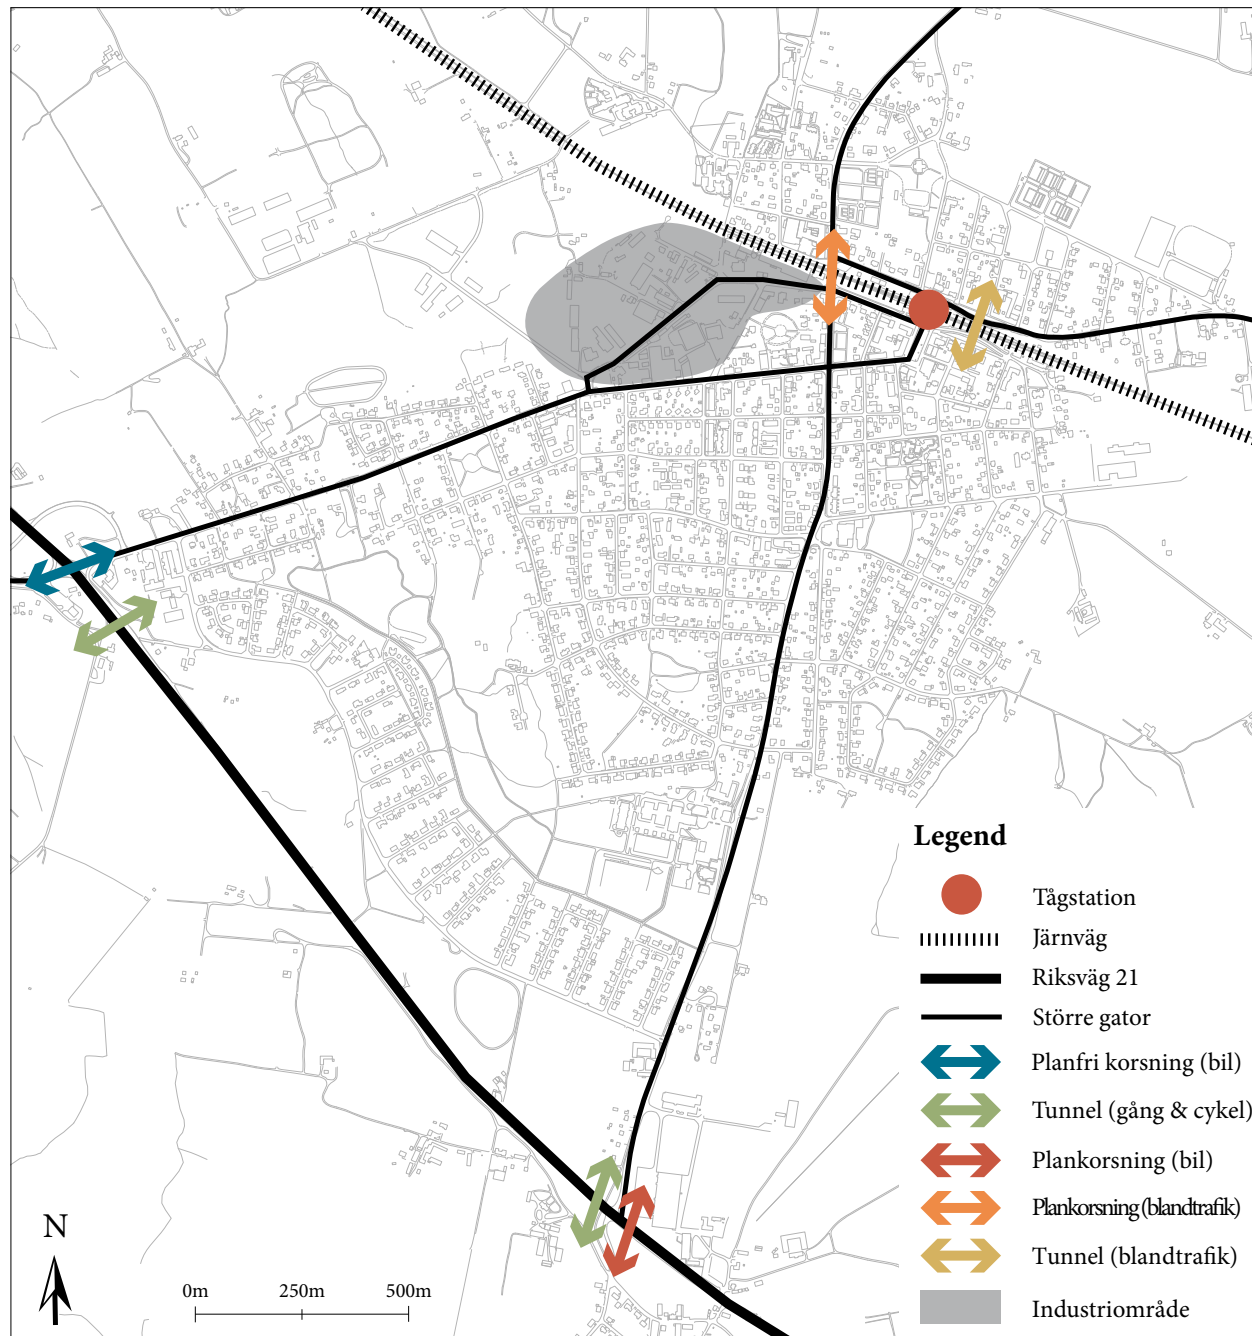 Legend
Tågstation
Järnväg
Riksväg 21
Större gator
Planfri korsning (bil)
Tunnel (gång & cykel)
Plankorsning (bil)
Plankorsning (blandtrafik)
Tunnel (blandtrafik)
Industriområde
N
0m 250m 500m